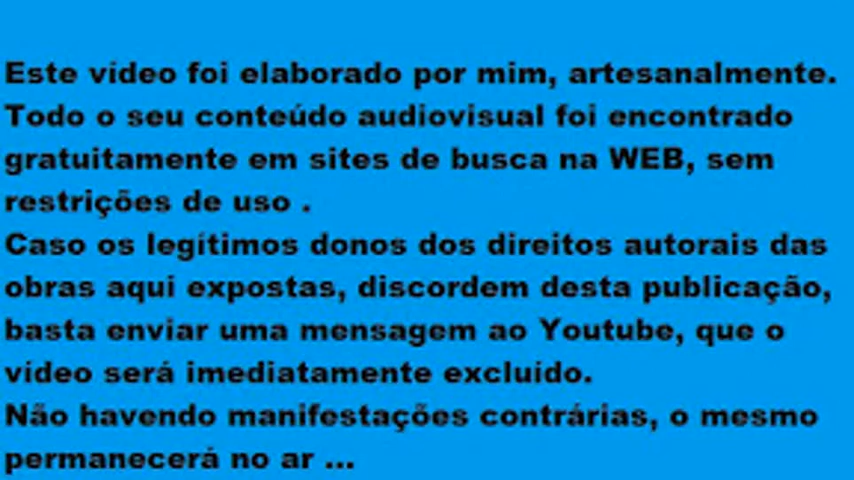 Este vídeo foi elaborado por mim, artesanalmente.
Todo o seu conteúdo audiovisual foi encontrado
gratuitamente em sites de busca na WEB, sem
restrições de uso .
Caso os legítimos donos dos direitos autorais das
obras aqui expostas, discordem desta publicação,
basta enviar uma mensagem ao Youtube, que o
vídeo será imediatamente excluído.
Não havendo manifestações contrárias, o mesmo
permanecerá no ar ...